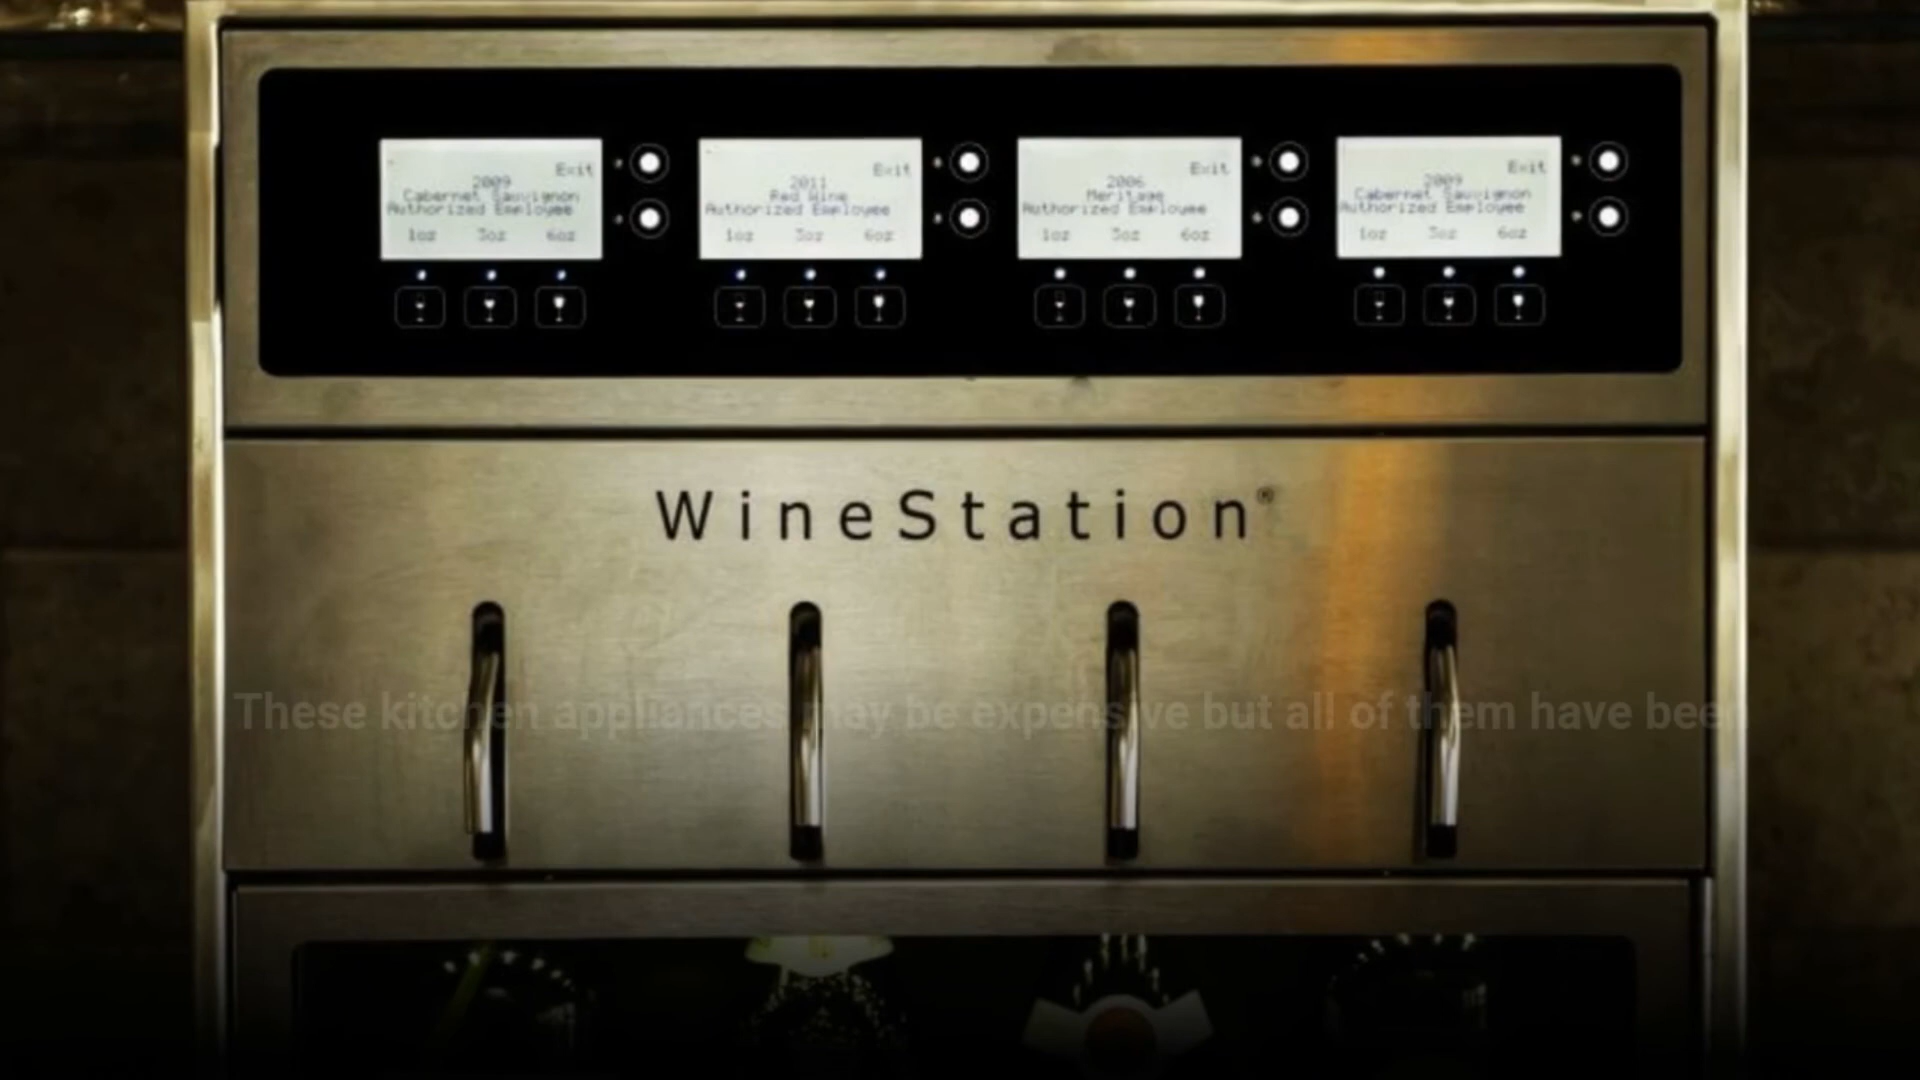 Exit
2009
Cabernet Sauvignon
Authorized Employee
1oz 3oz 6oz
Exit
2011
Red Wine
Authorized Employee
1oz 3oz 6oz
Exit
2006
Meritage
Authorized Employee
1oz 3oz 6oz
Exit
2009
Cabernet Sauvignon
Authorized Employee
1oz 3oz 6oz
WineStation®
These kitchen appliances may be expensive but all of them have been